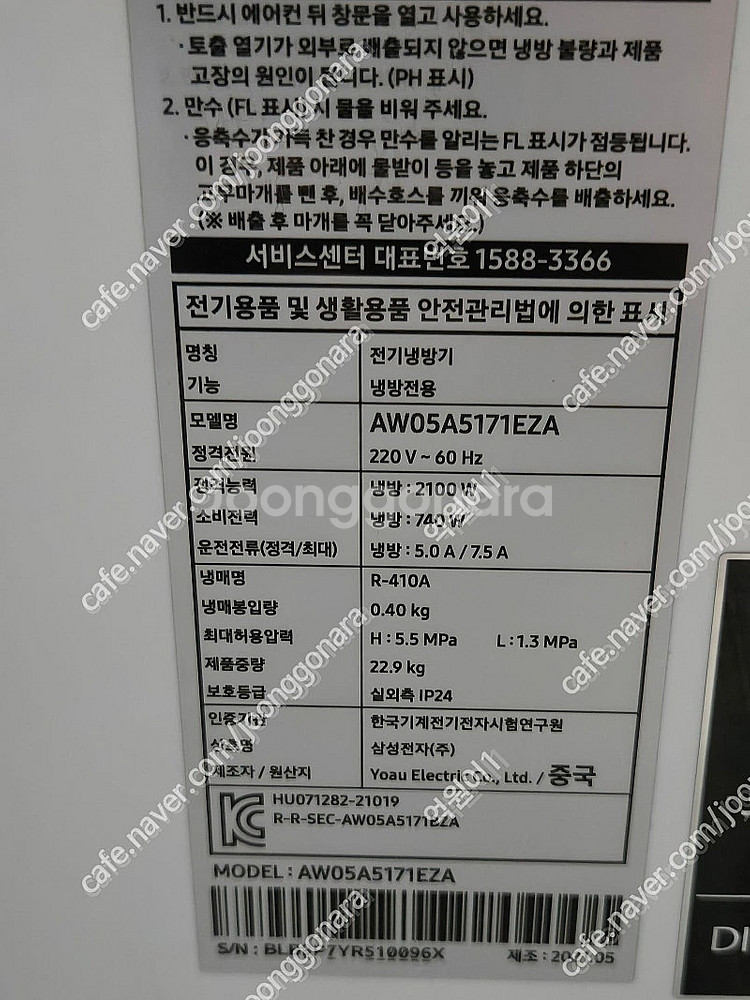 1. 반드시 에어컨 뒤 창문을 열고 사용하세요.
·토출 열기가 외부로 배출되지 않으면 냉방 불량과 제품
고장의 원인이 됩니다. (PH 표시)
2. 만수 (FL 표시) 시 물을 비워 주세요.
·응축수가 가득 찬 경우 만수를 알리는 FL 표시가 점등됩니다.
이 경우, 제품 아래에 물받이 등을 놓고 제품 하단의
고무마개를 뺀 후, 배수호스를 끼워 응축수를 배출하세요.
(※ 배출 후 마개를 꼭 닫아주세요.)
서비스센터 대표번호 1588-3366
전기용품 및 생활용품 안전관리법에 의한 표시
명칭 전기냉방기
기능 냉방전용
모델명 AW05A5171EZA
정격전원 220 V ~ 60 Hz
정격능력 냉방 : 2100 W
소비전력 냉방 : 740 W
운전전류(정격/최대) 냉방 : 5.0 A / 7.5 A
냉매명 R-410A
냉매봉입량 0.40 kg
최대허용압력 H : 5.5 MPa L : 1.3 MPa
제품중량 22.9 kg
보호등급 실외측 IP24
인증기관 한국기계전기전자시험연구원
상호명 삼성전자(주)
제조자 / 원산지 Yoau Electric Co., Ltd. / 중국
HU071282-21019
R-R-SEC-AW05A5171EZA
MODEL : AW05A5171EZA
S/N : 제조 :
DI
joonggonara
cafe.naver.com/joonggonara